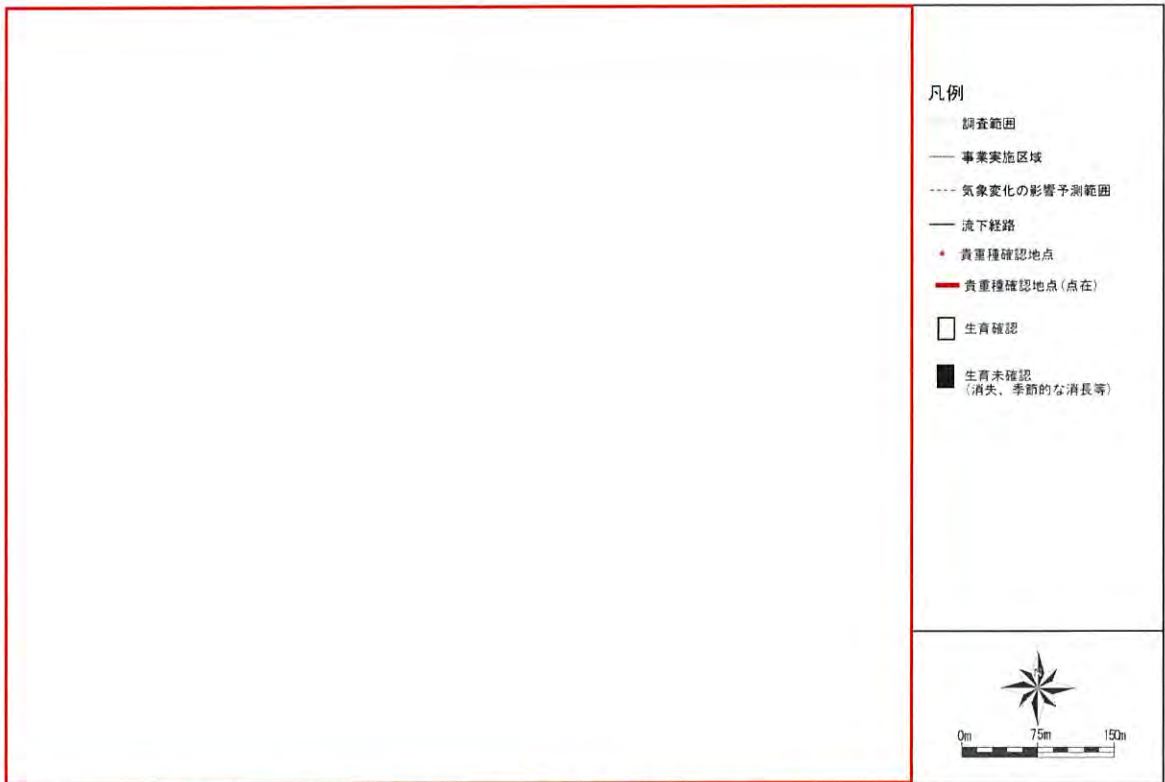 凡例
調査範囲
事業実施区域
気象変化の影響予測範囲
流下経路
貴重種確認地点
貴重種確認地点(点在)
生育確認
生育未確認
(消失、季節的な消長等)
0m 75m 150m